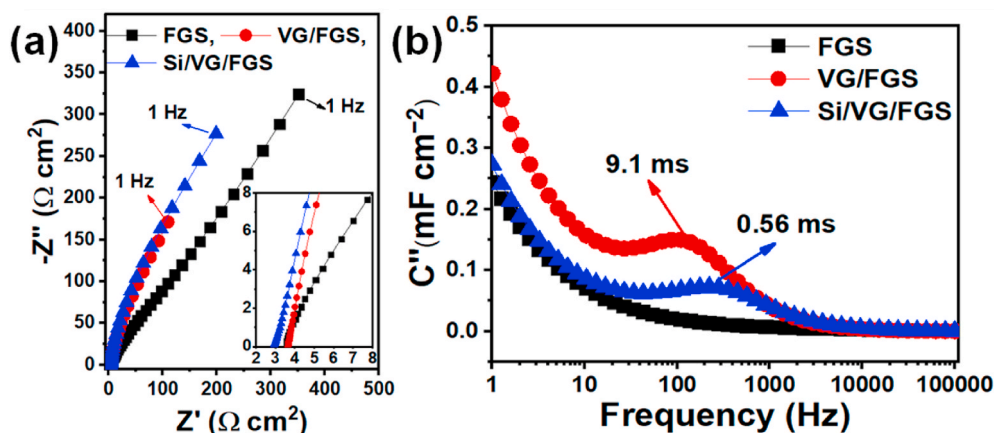 (a)
FGS, VG/FGS,
Si/VG/FGS
1 Hz
1 Hz
1 Hz
-Z'' (Ω cm²)
400
350
300
250
200
150
100
50
0
8
6
4
2
0
2 3 4 5 6 7 8
0 100 200 300 400 500
Z' (Ω cm²)
(b)
FGS
VG/FGS
Si/VG/FGS
9.1 ms
0.56 ms
C''(mF cm⁻²)
0.5
0.4
0.3
0.2
0.1
0.0
1 10 100 1000 10000 100000
Frequency (Hz)